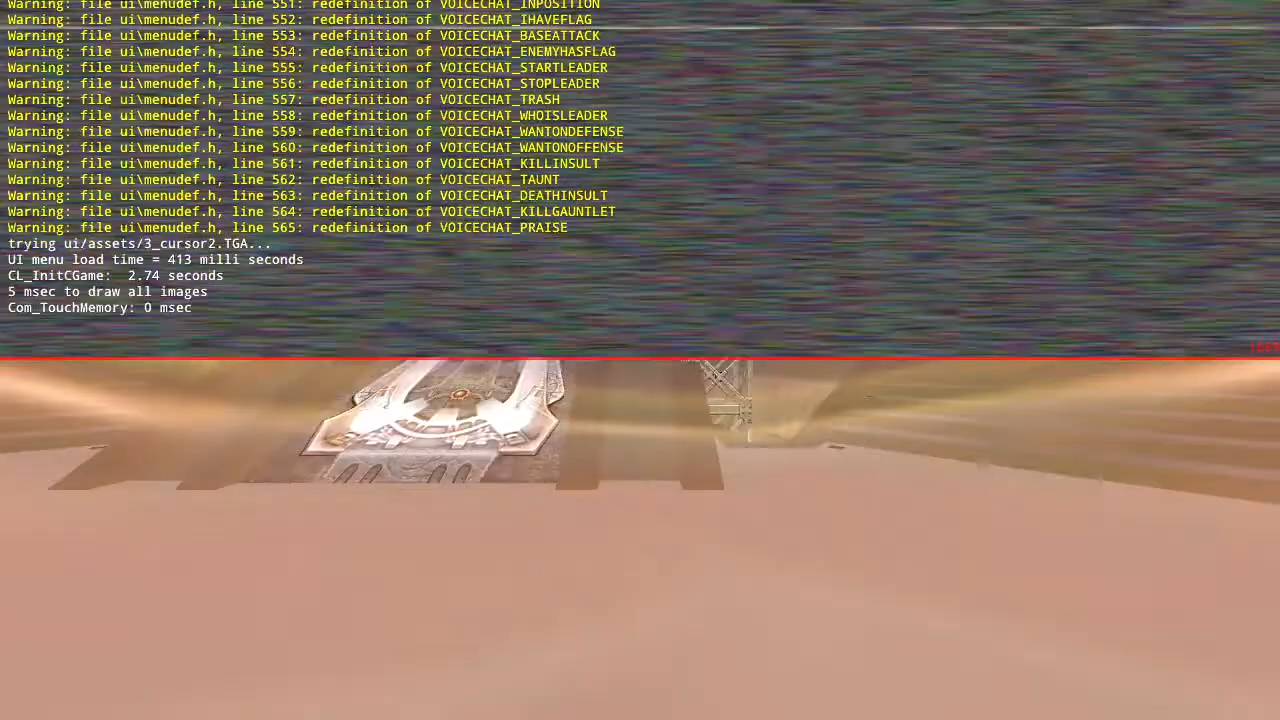 Warning: file ui\menudef.h, line 551: redefinition of VOICECHAT_INPOSITION
Warning: file ui\menudef.h, line 552: redefinition of VOICECHAT_IHAVEFLAG
Warning: file ui\menudef.h, line 553: redefinition of VOICECHAT_BASEATTACK
Warning: file ui\menudef.h, line 554: redefinition of VOICECHAT_ENEMYHASFLAG
Warning: file ui\menudef.h, line 555: redefinition of VOICECHAT_STARTLEADER
Warning: file ui\menudef.h, line 556: redefinition of VOICECHAT_STOPLEADER
Warning: file ui\menudef.h, line 557: redefinition of VOICECHAT_TRASH
Warning: file ui\menudef.h, line 558: redefinition of VOICECHAT_WHOISLEADER
Warning: file ui\menudef.h, line 559: redefinition of VOICECHAT_WANTONDEFENSE
Warning: file ui\menudef.h, line 560: redefinition of VOICECHAT_WANTONOFFENSE
Warning: file ui\menudef.h, line 561: redefinition of VOICECHAT_KILLINSULT
Warning: file ui\menudef.h, line 562: redefinition of VOICECHAT_TAUNT
Warning: file ui\menudef.h, line 563: redefinition of VOICECHAT_DEATHINSULT
Warning: file ui\menudef.h, line 564: redefinition of VOICECHAT_KILLGAUNTLET
Warning: file ui\menudef.h, line 565: redefinition of VOICECHAT_PRAISE
trying ui/assets/3_cursor2.TGA...
UI menu load time = 413 milli seconds
CL_InitCGame:  2.74 seconds
5 msec to draw all images
Com_TouchMemory: 0 msec